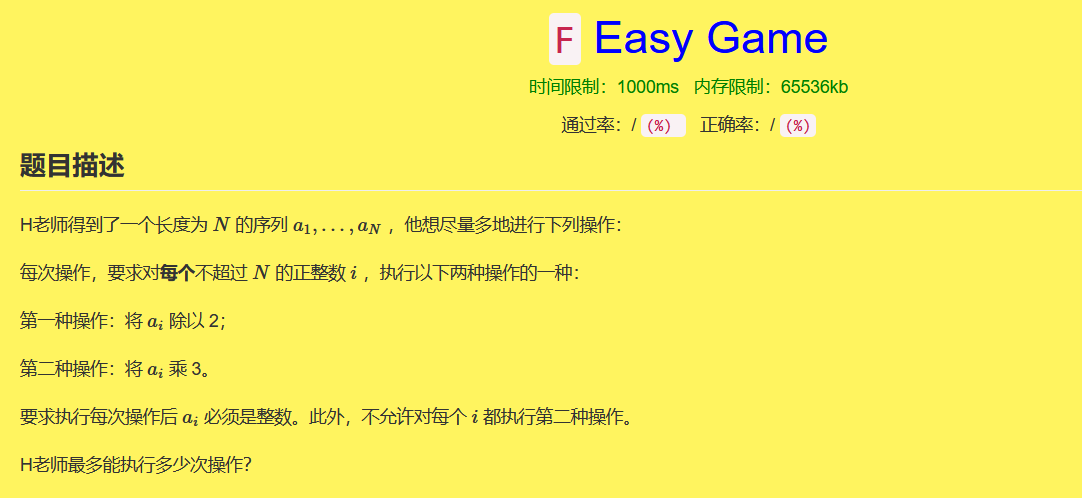 F Easy Game
时间限制：1000ms 内存限制：65536kb
通过率：/ (%) 正确率：/ (%)
题目描述
H老师得到了一个长度为 N 的序列 a₁, . . . , a_N ，他想尽量多地进行下列操作：
每次操作，要求对每个不超过 N 的正整数 i ，执行以下两种操作的一种：
第一种操作：将 aᵢ 除以 2；
第二种操作：将 aᵢ 乘 3。
要求执行每次操作后 aᵢ 必须是整数。此外，不允许对每个 i 都执行第二种操作。
H老师最多能执行多少次操作？